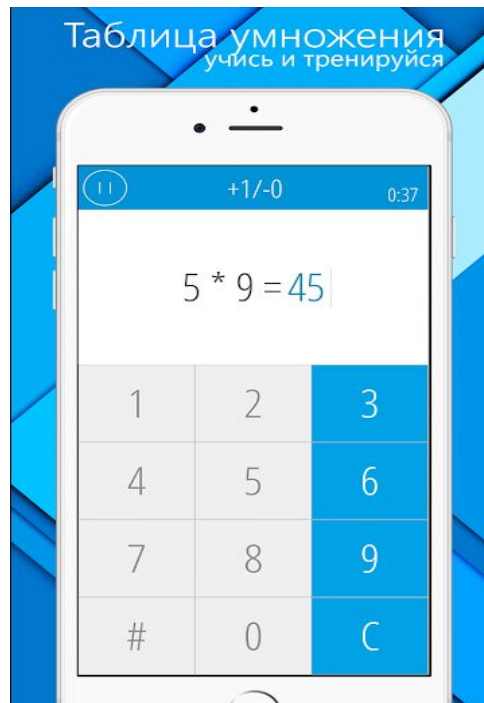 Таблица умножения
учись и тренируйся
+1/-0 0:37
5 * 9 = 45
1 2 3
4 5 6
7 8 9
# 0 C